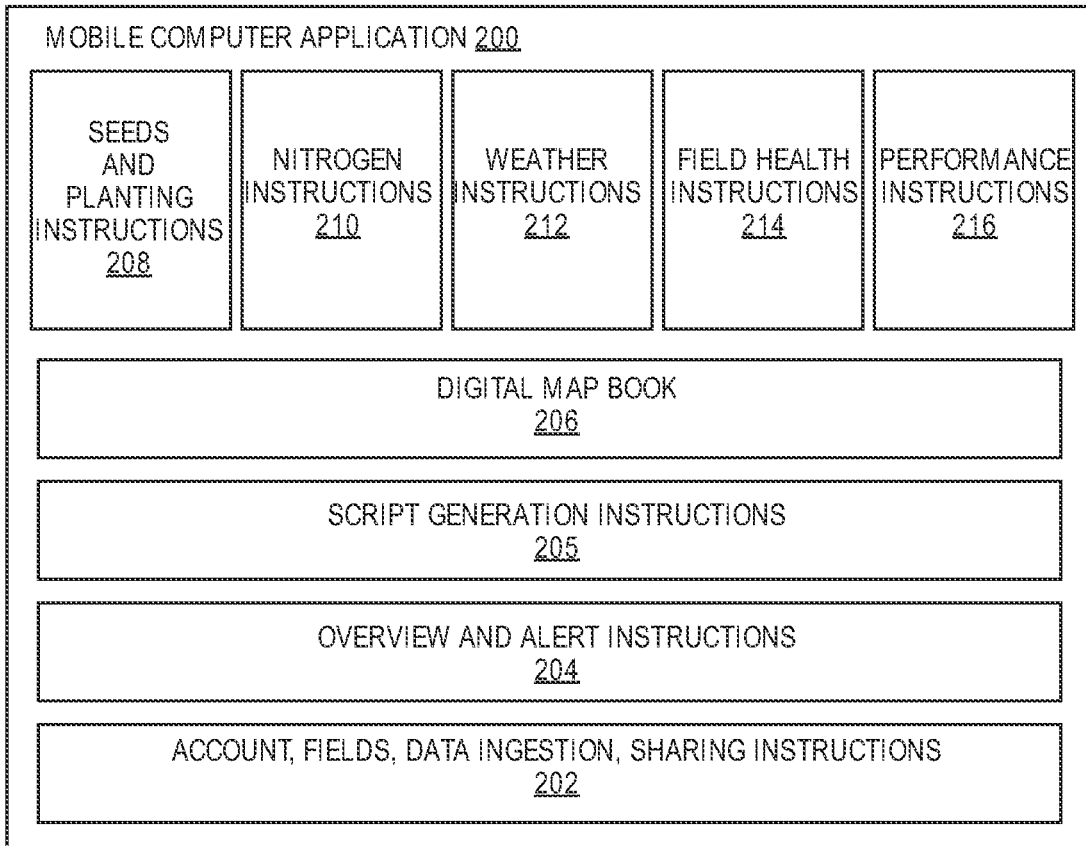 MOBILE COMPUTER APPLICATION 200
SEEDS
AND
PLANTING
INSTRUCTIONS
208
NITROGEN
INSTRUCTIONS
210
WEATHER
INSTRUCTIONS
212
FIELD HEALTH
INSTRUCTIONS
214
PERFORMANCE
INSTRUCTIONS
216
DIGITAL MAP BOOK
206
SCRIPT GENERATION INSTRUCTIONS
205
OVERVIEW AND ALERT INSTRUCTIONS
204
ACCOUNT, FIELDS, DATA INGESTION, SHARING INSTRUCTIONS
202